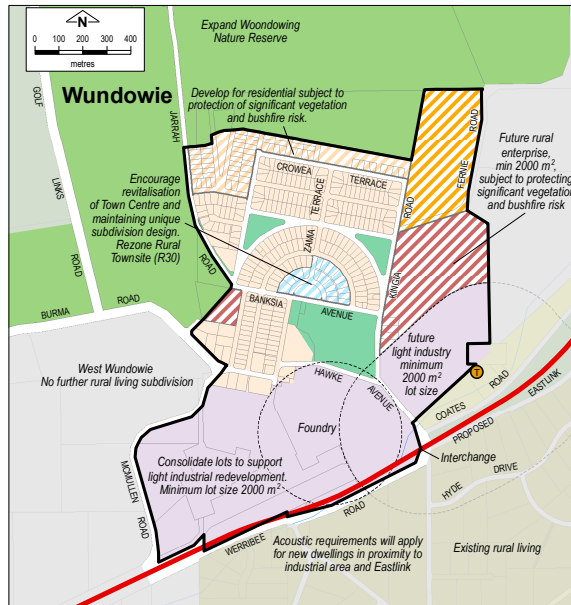 N
0 100 200 300 400
metres
Wundowie
Expand Woondowing
Nature Reserve
GOLF
LINKS
ROAD
JARRAH
ROAD
Develop for residential subject to
protection of significant vegetation
and bushfire risk.
Encourage
revitalisation
of Town Centre and
maintaining unique
subdivision design.
Rezone Rural
Townsite (R30)
Future rural
enterprise,
min 2000 m²,
subject to protecting
significant vegetation
and bushfire risk
CROWEA
TERRACE
ZAMIA
TERRACE
FERNIE
ROAD
KINGIA
ROAD
BURMA
ROAD
BANKSIA
AVENUE
HAWKE
AVENUE
West Wundowie
No further rural living subdivision
future
light industry
minimum
2000 m²
lot size
T
COATES
ROAD
PROPOSED
EASTLINK
Foundry
Interchange
MCMULLEN
ROAD
Consolidate lots to support
light industrial redevelopment.
Minimum lot size 2000 m²
WERRIBEE
ROAD
HYDE
DRIVE
Acoustic requirements will apply
for new dwellings in proximity to
industrial area and Eastlink
Existing rural living